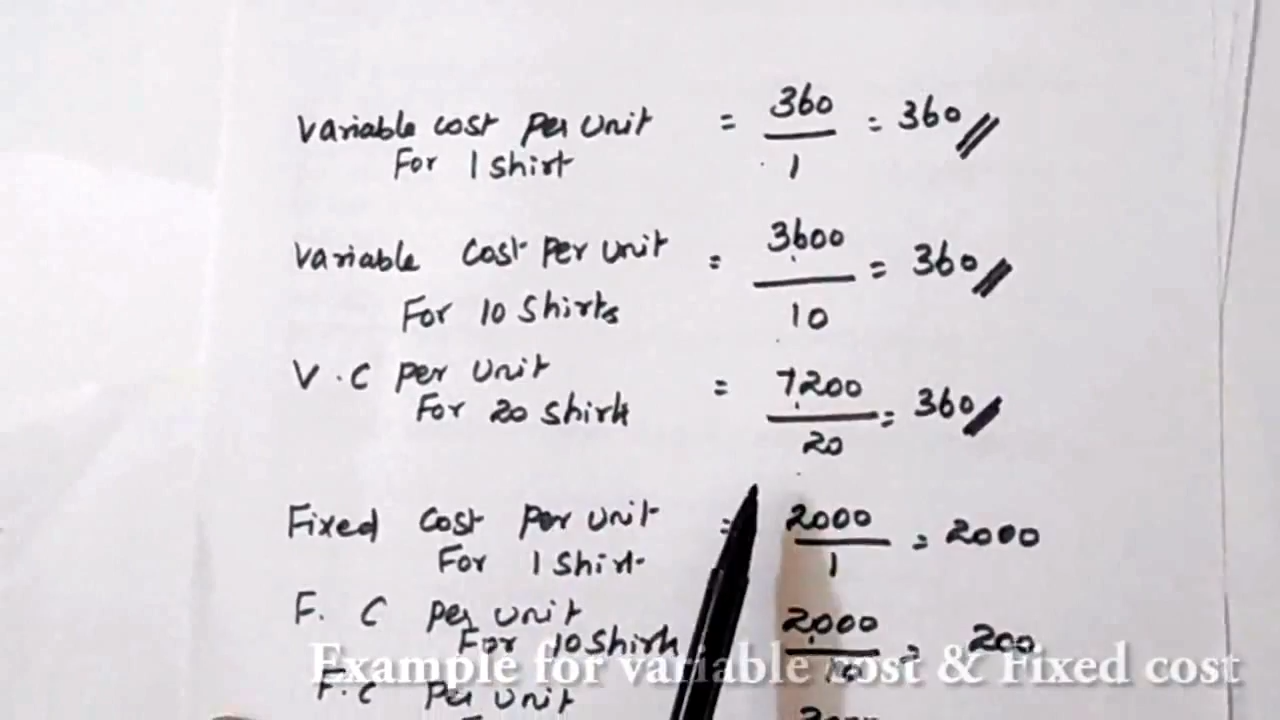 Variable cost per unit = 360/1 = 360
For 1 shirt
Variable cost per unit = 3600/10 = 360
For 10 shirts
V.C per unit = 7200/20 = 360
For 20 shirts
Fixed cost per unit = 2000/1 = 2000
For 1 shirt
F. C per unit
For 10 shirts 2000/10 = 200
Example for variable cost & Fixed cost
F.C per unit